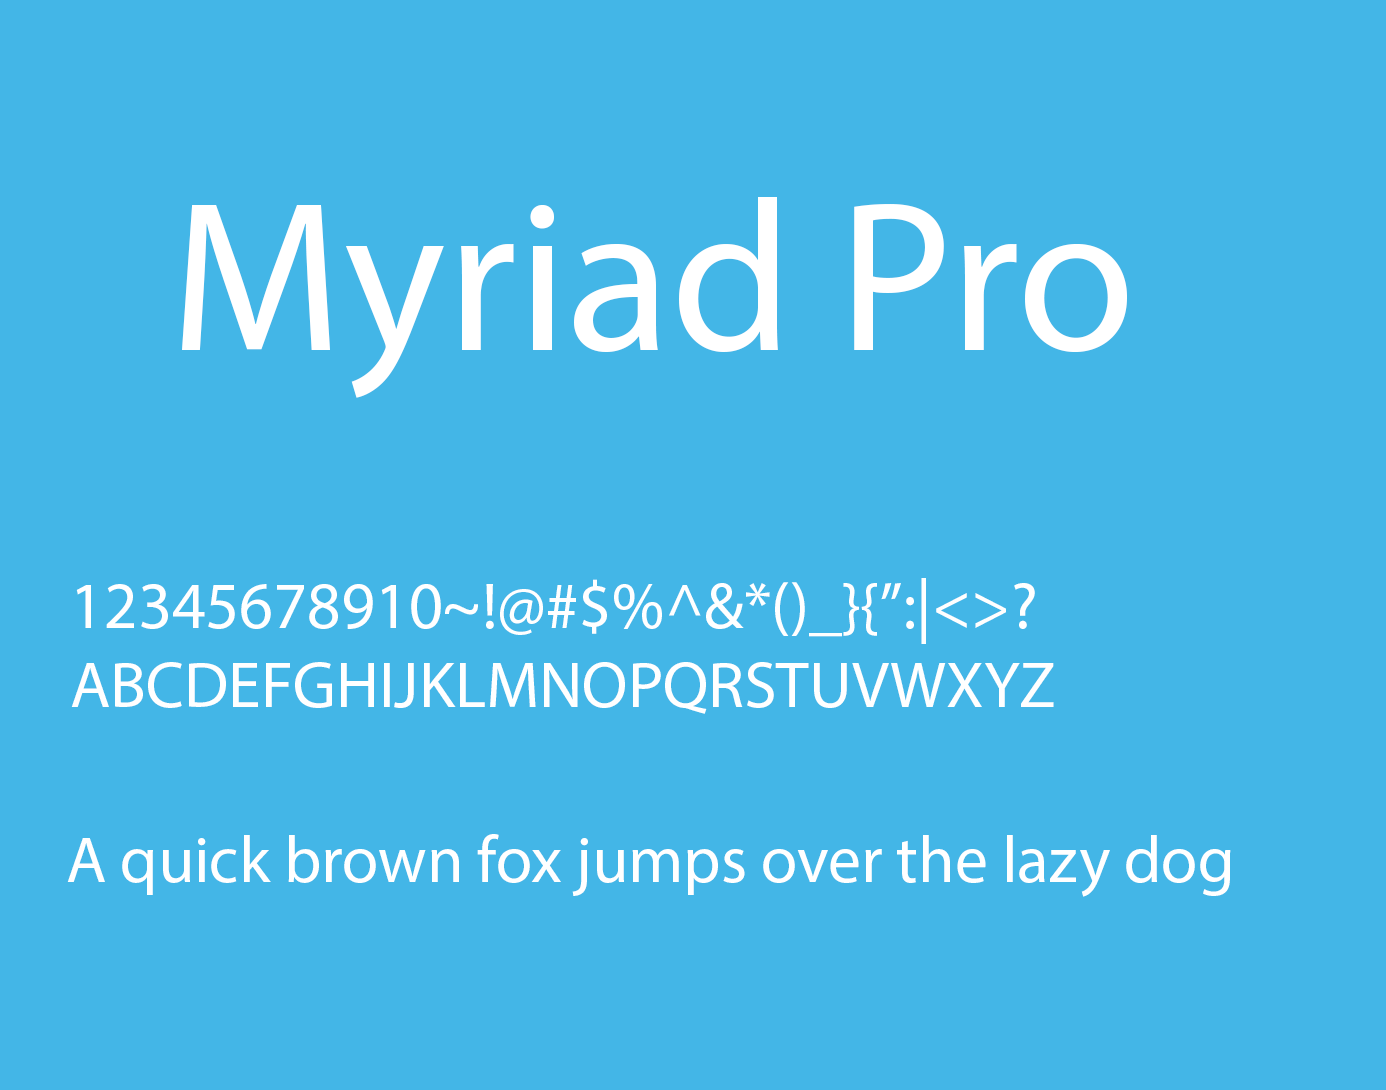 Myriad Pro
12345678910~!@#$%^&*()_}{”:|<>?
ABCDEFGHIJKLMNOPQRSTUVWXYZ
A quick brown fox jumps over the lazy dog